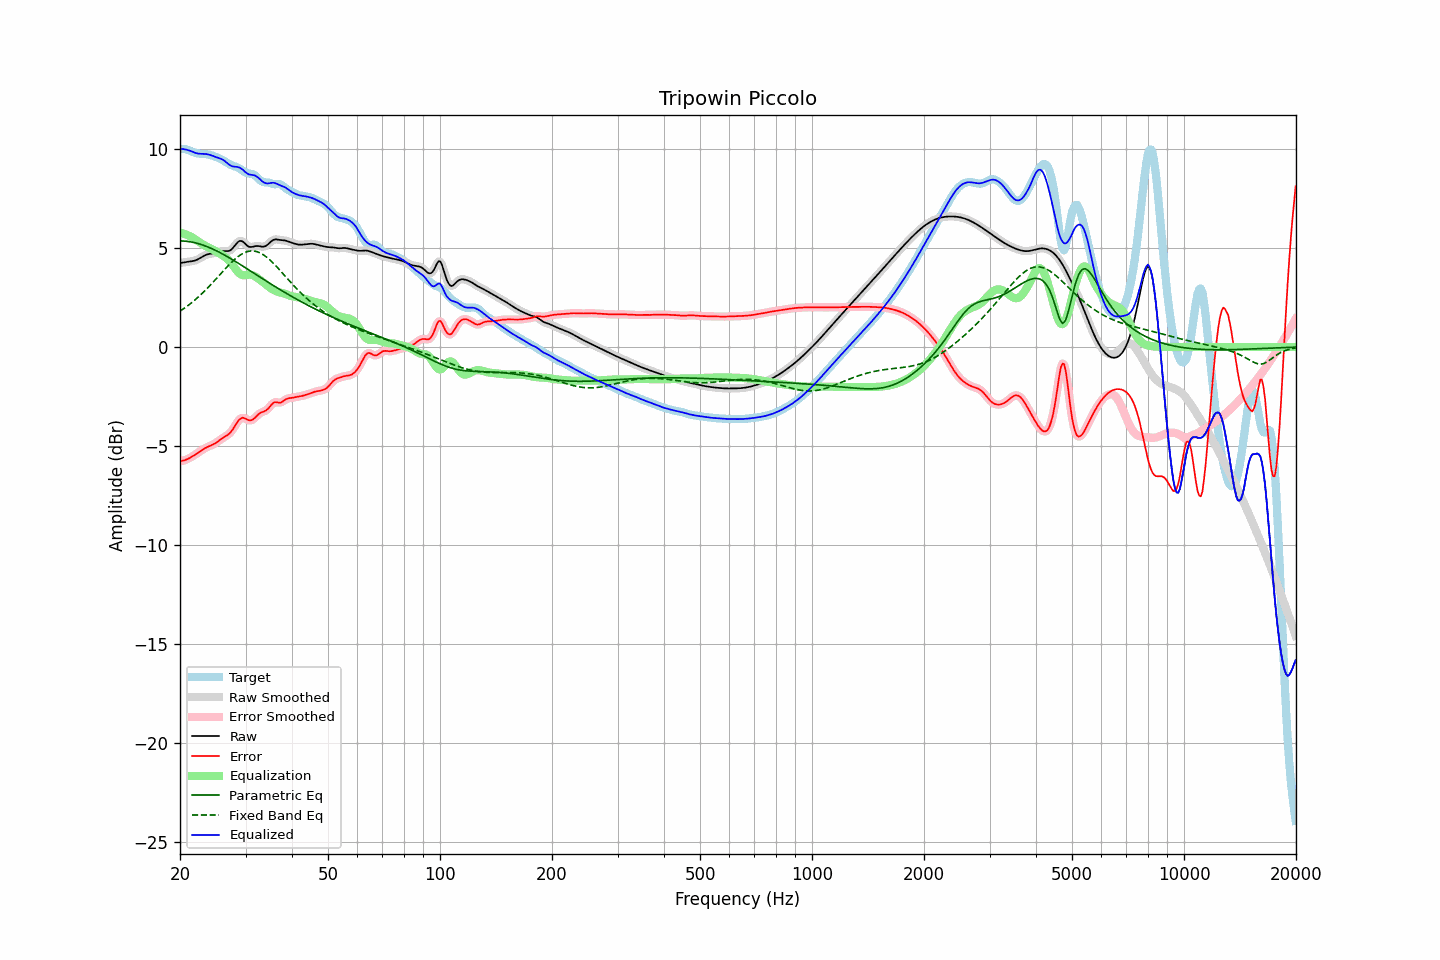 Tripowin Piccolo
Amplitude (dBr)
10
5
0
−5
−10
−15
−20
−25
Target
Raw Smoothed
Error Smoothed
Raw
Error
Equalization
Parametric Eq
Fixed Band Eq
Equalized
20 50 100 200 500 1000 2000 5000 10000 20000
Frequency (Hz)